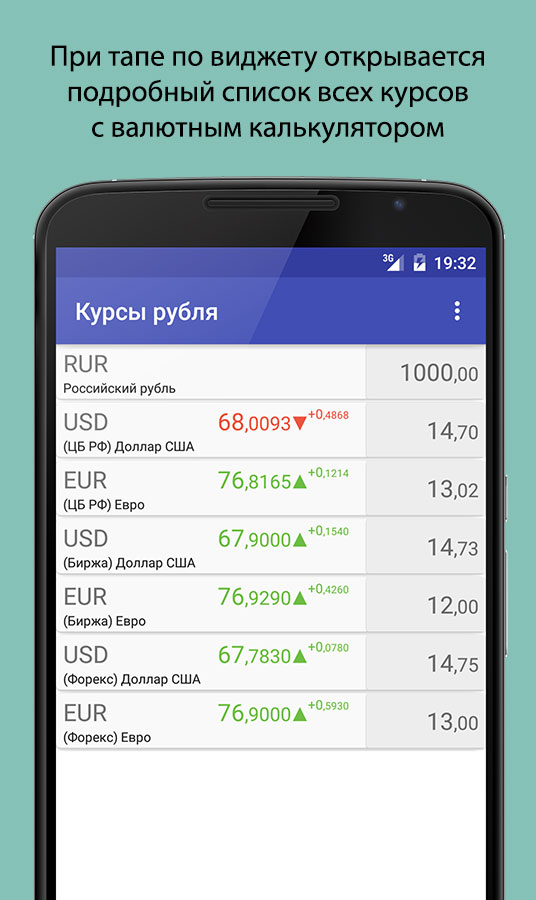 При тапе по виджету открывается
подробный список всех курсов
с валютным калькулятором
3G 19:32
Курсы рубля
RUR 1000,00
Российский рубль
USD 68,0093▼+0,4868 14,70
(ЦБ РФ) Доллар США
EUR 76,8165▲+0,1214 13,02
(ЦБ РФ) Евро
USD 67,9000▲+0,1540 14,73
(Биржа) Доллар США
EUR 76,9290▲+0,4260 12,00
(Биржа) Евро
USD 67,7830▲+0,0780 14,75
(Форекс) Доллар США
EUR 76,9000▲+0,5930 13,00
(Форекс) Евро